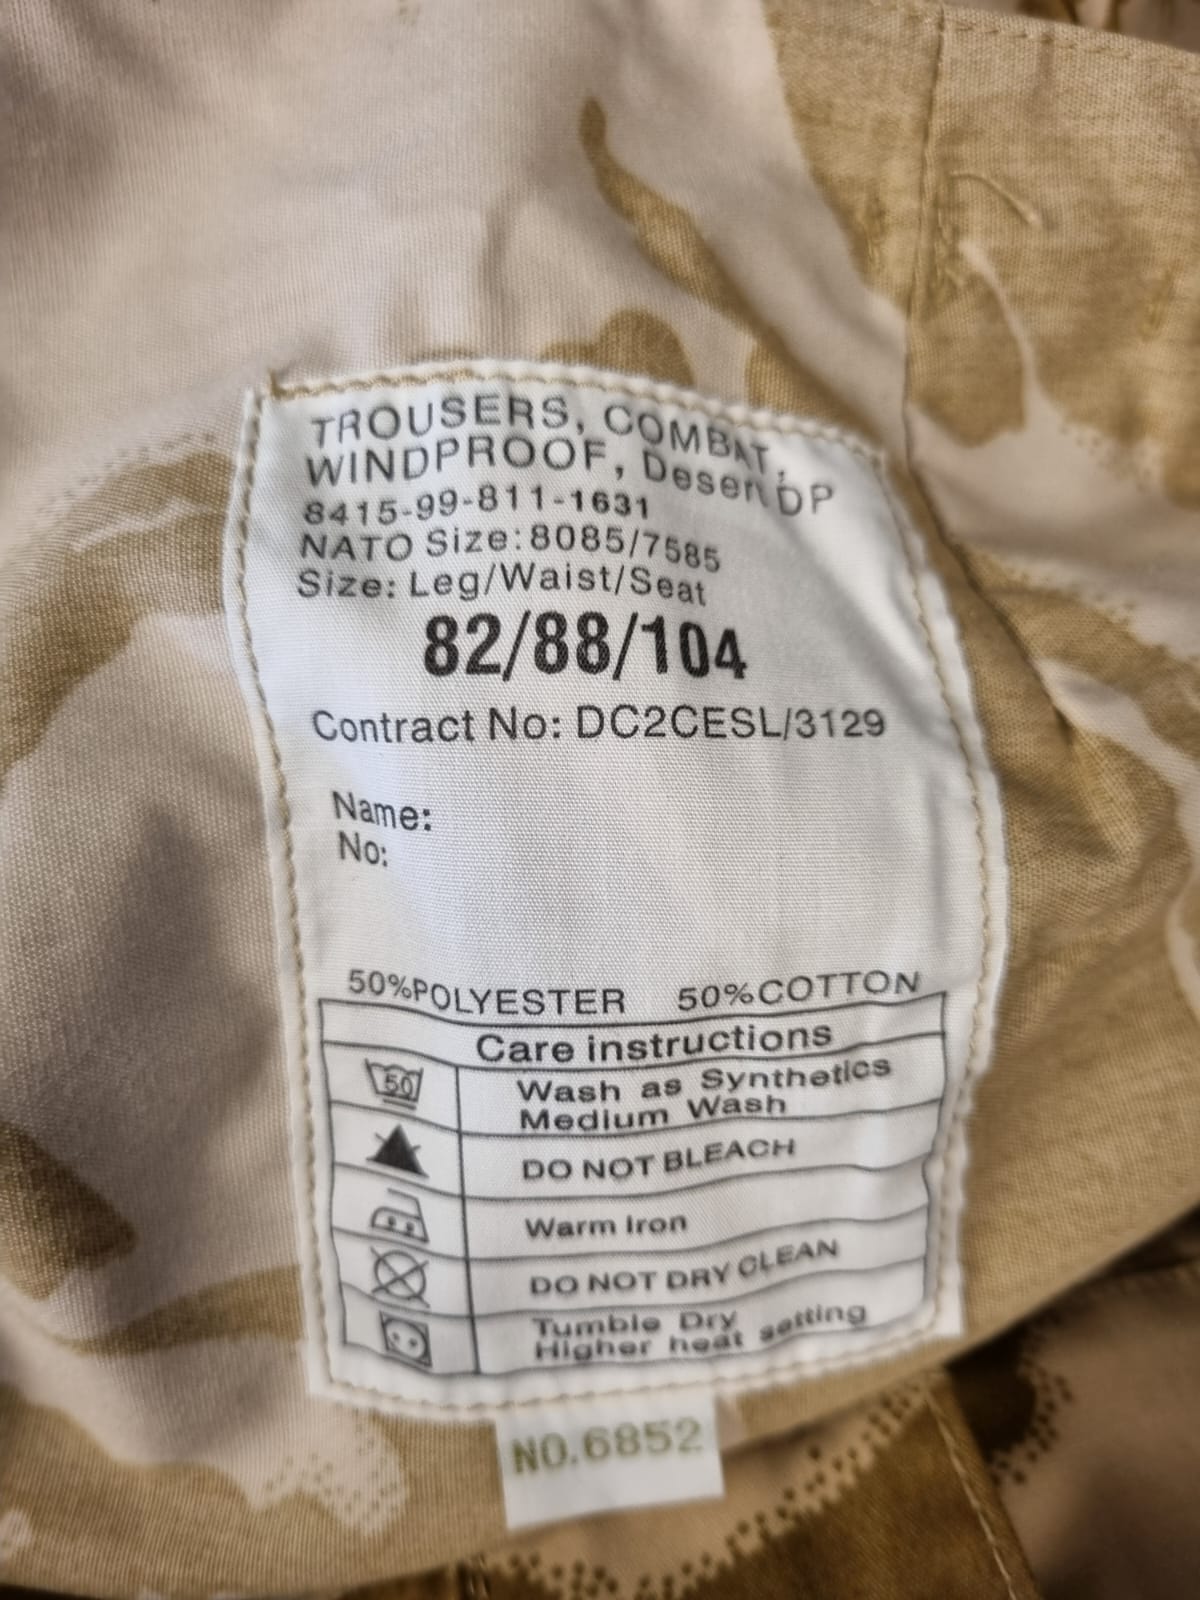 TROUSERS, COMBAT,
WINDPROOF, Desert DP
8415-99-811-1631
NATO Size:8085/7585
Size: Leg/Waist/Seat
82/88/104
Contract No: DC2CESL/3129
Name:
No:
50%POLYESTER 50%COTTON
Care instructions
50 Wash as Synthetics
Medium Wash
DO NOT BLEACH
Warm Iron
DO NOT DRY CLEAN
Tumble Dry
Higher heat setting
NO.6852